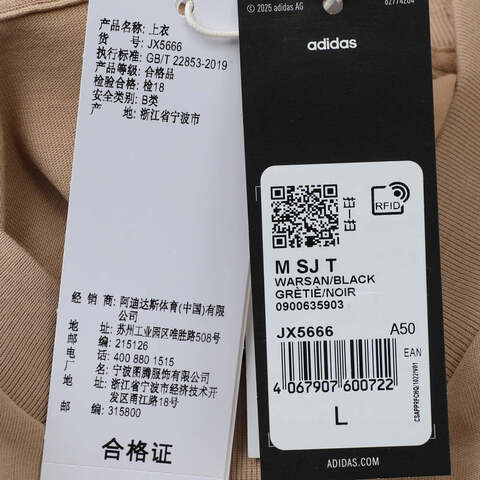 产品名称: 上衣
货 号: JX5666
执行标准: GB/T 22853-2019
产品等级: 合格品
检验合格: 检18
安全类别: B类
产 地: 浙江省宁波市
经 销 商: 阿迪达斯体育(中国)有限
公司
地 址: 苏州工业园区唯胜路508号
邮 编: 215126
电 话: 400 880 1515
厂 名: 宁波图腾服饰有限公司
地 址: 浙江省宁波市经济技术开
发区甬江路18号
邮 编: 315800
合格证
© 2025 adidas AG
adidas
RFID
M SJ T
WARSAN/BLACK
GRÈTIÈ/NOIR
0900635903
JX5666 A50
EAN
4 067907 600722
L
ADIDAS.COM